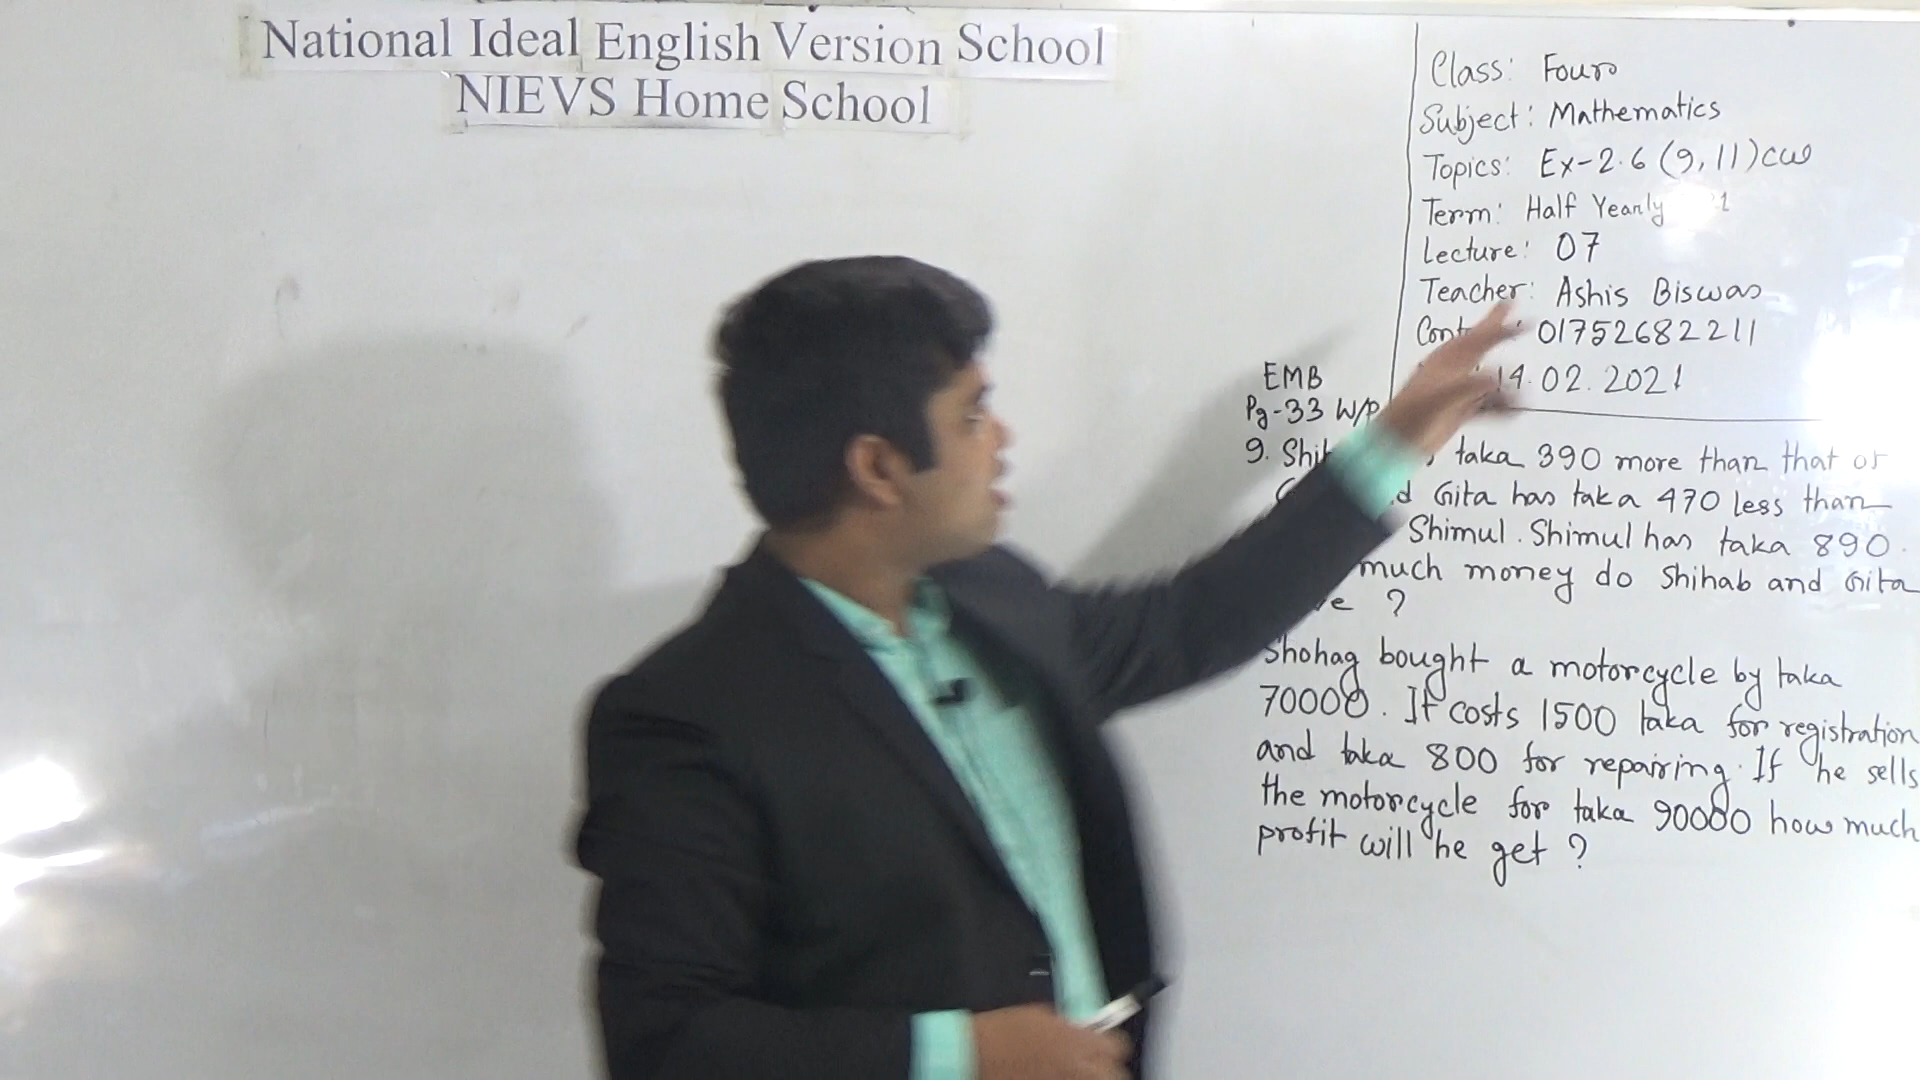 National Ideal English Version School
NIEVS Home School
Class: Four
Subject: Mathematics
Topics: Ex-2.6 (9,11)cw
Term: Half Yearly
Lecture: 07
Teacher: Ashis Biswas
01752682211
14.02.2021
EMB
Pg-33 W/P
9. taka 390 more than that of
Gita has taka 470 less than
Shimul. Shimul has taka 890.
much money do Shihab and Gita
?
Shohag bought a motorcycle by taka
70000. It costs 1500 taka for registration
and taka 800 for repairing. If he sells
the motorcycle for taka 90000 how much
profit will he get ?